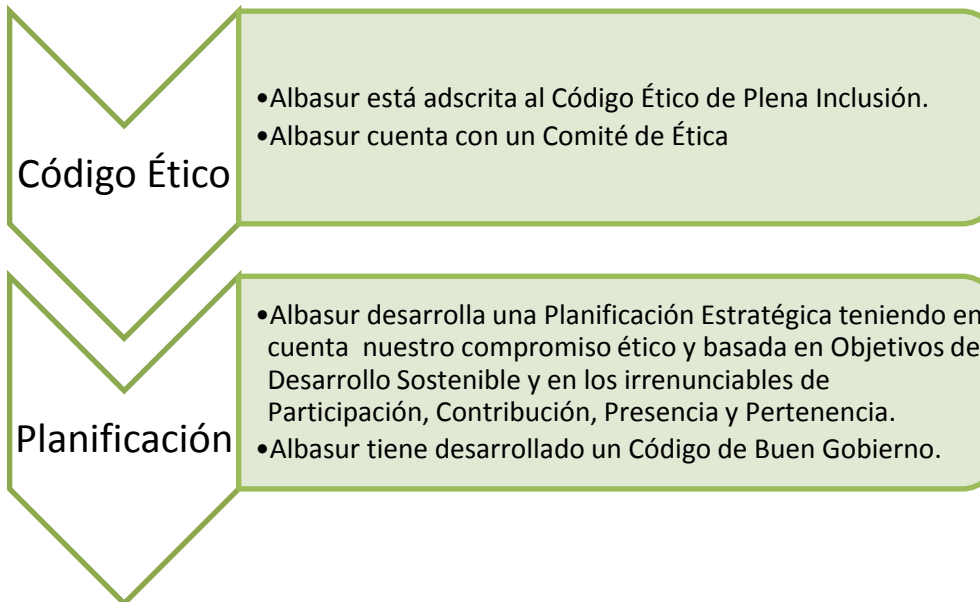 Código Ético
•Albasur está adscrita al Código Ético de Plena Inclusión.
•Albasur cuenta con un Comité de Ética
Planificación
•Albasur desarrolla una Planificación Estratégica teniendo en
cuenta nuestro compromiso ético y basada en Objetivos de
Desarrollo Sostenible y en los irrenunciables de
Participación, Contribución, Presencia y Pertenencia.
•Albasur tiene desarrollado un Código de Buen Gobierno.